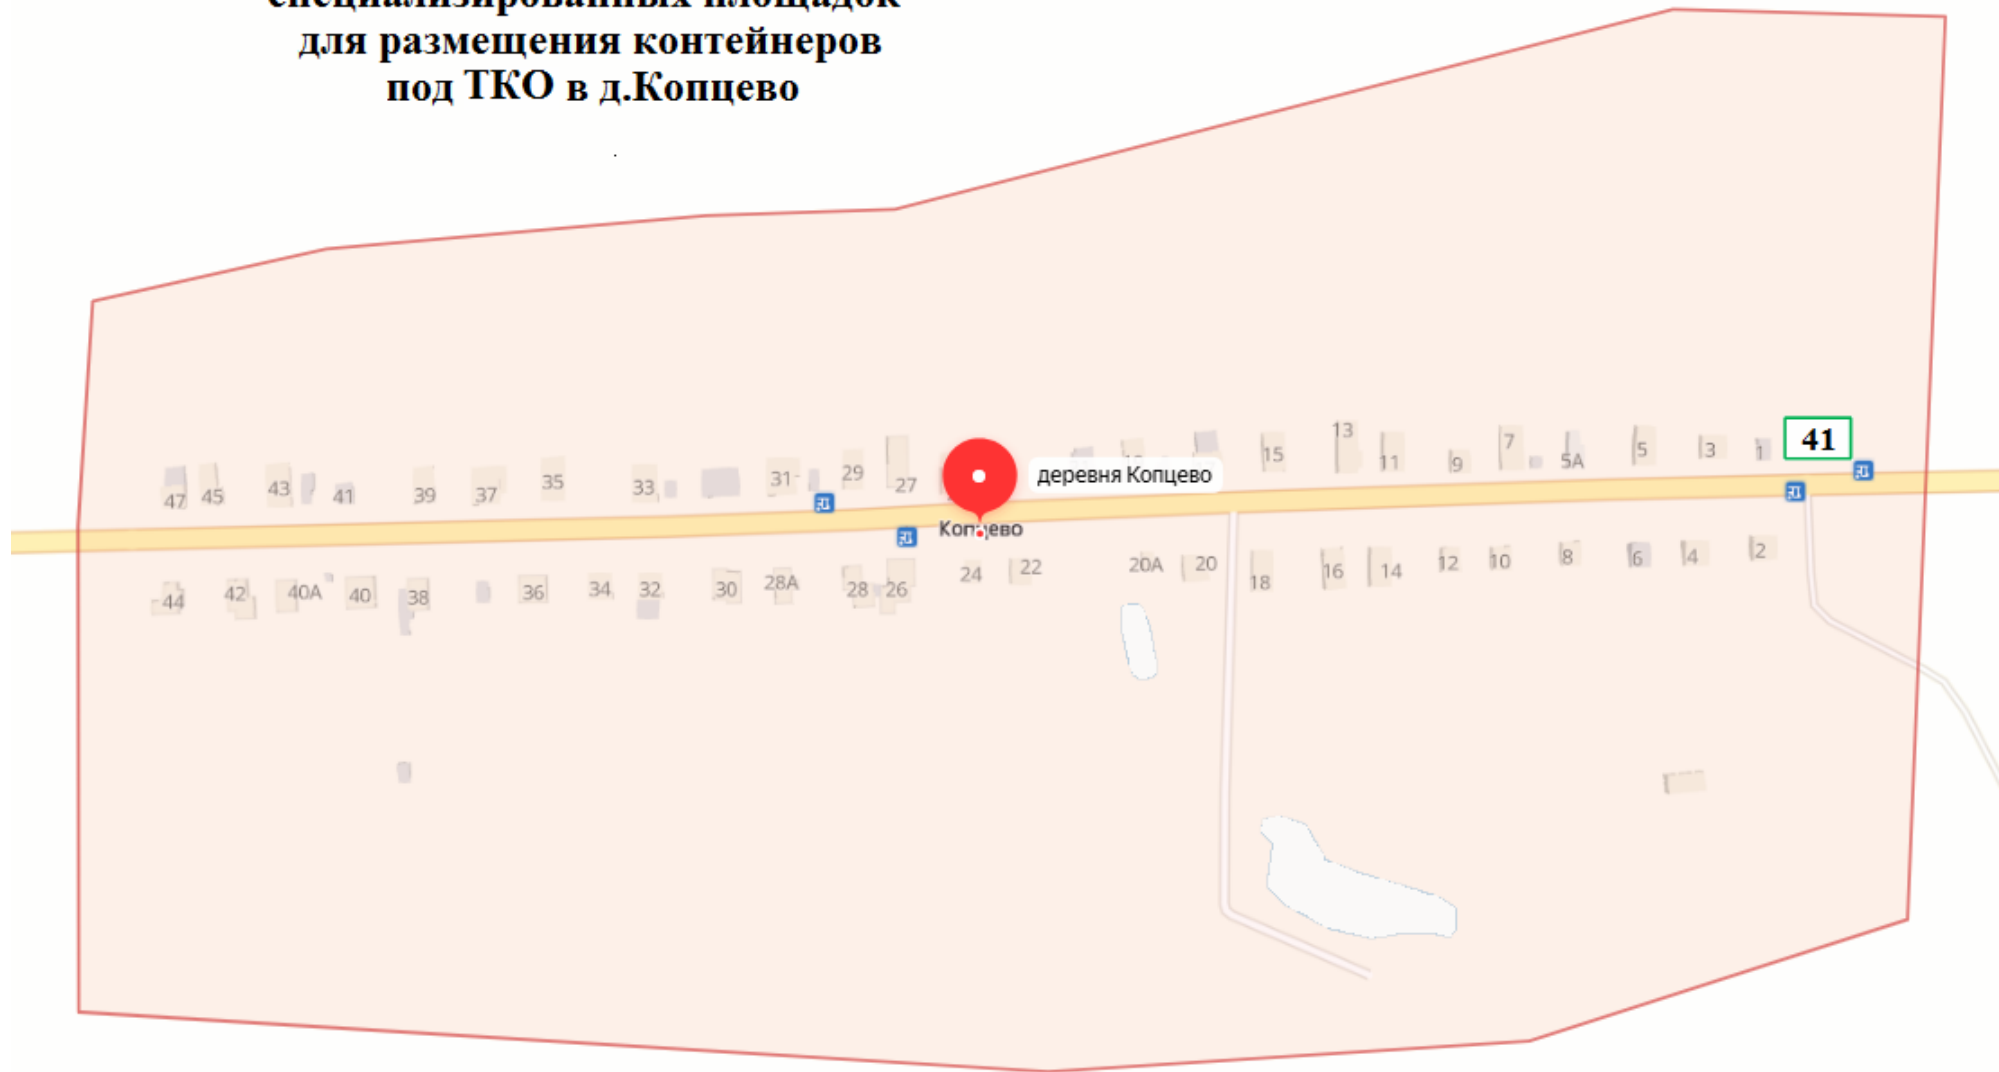 специализированных площадок
для размещения контейнеров
под ТКО в д.Копцево
41
деревня Копцево
Копцево
47 45 43 41 39 37 35 33 31 29 27 15 13 11 9 7 5А 5 3 1
44 42 40А 40 38 36 34 32 30 28А 28 26 24 22 20А 20 18 16 14 12 10 8 6 4 2